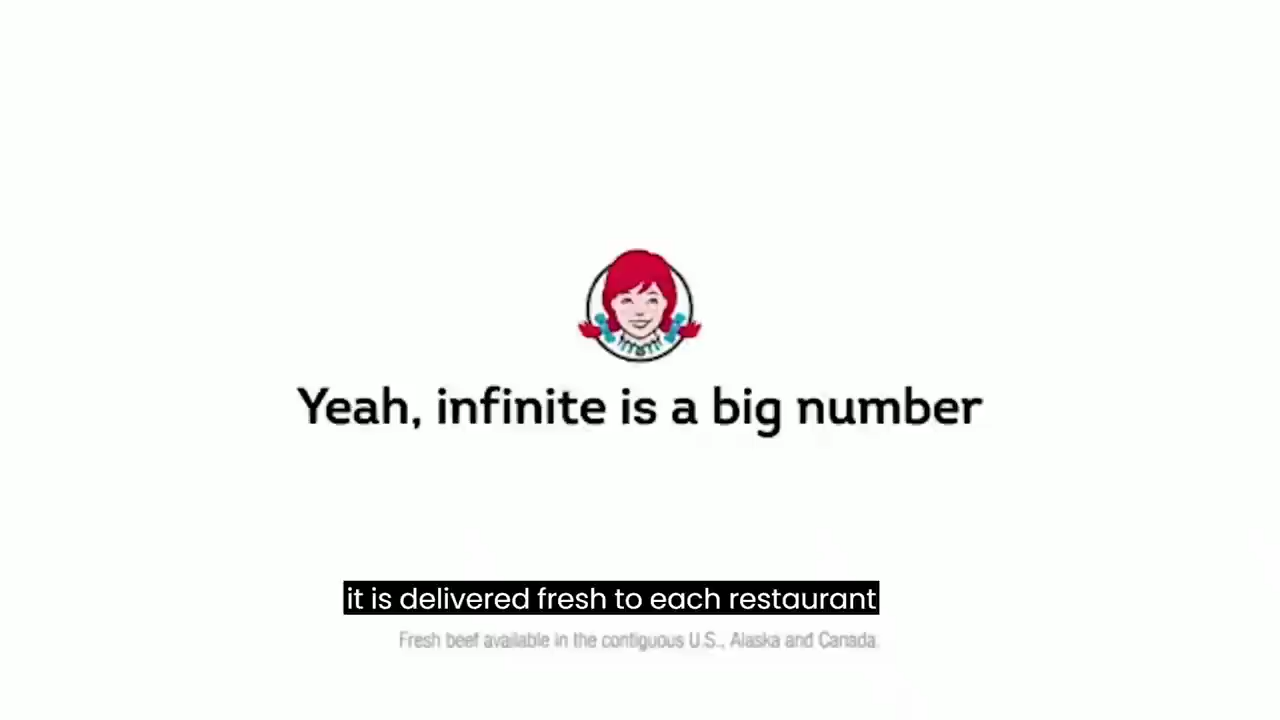 Yeah, infinite is a big number
it is delivered fresh to each restaurant
Fresh beef available in the contiguous U.S., Alaska and Canada.